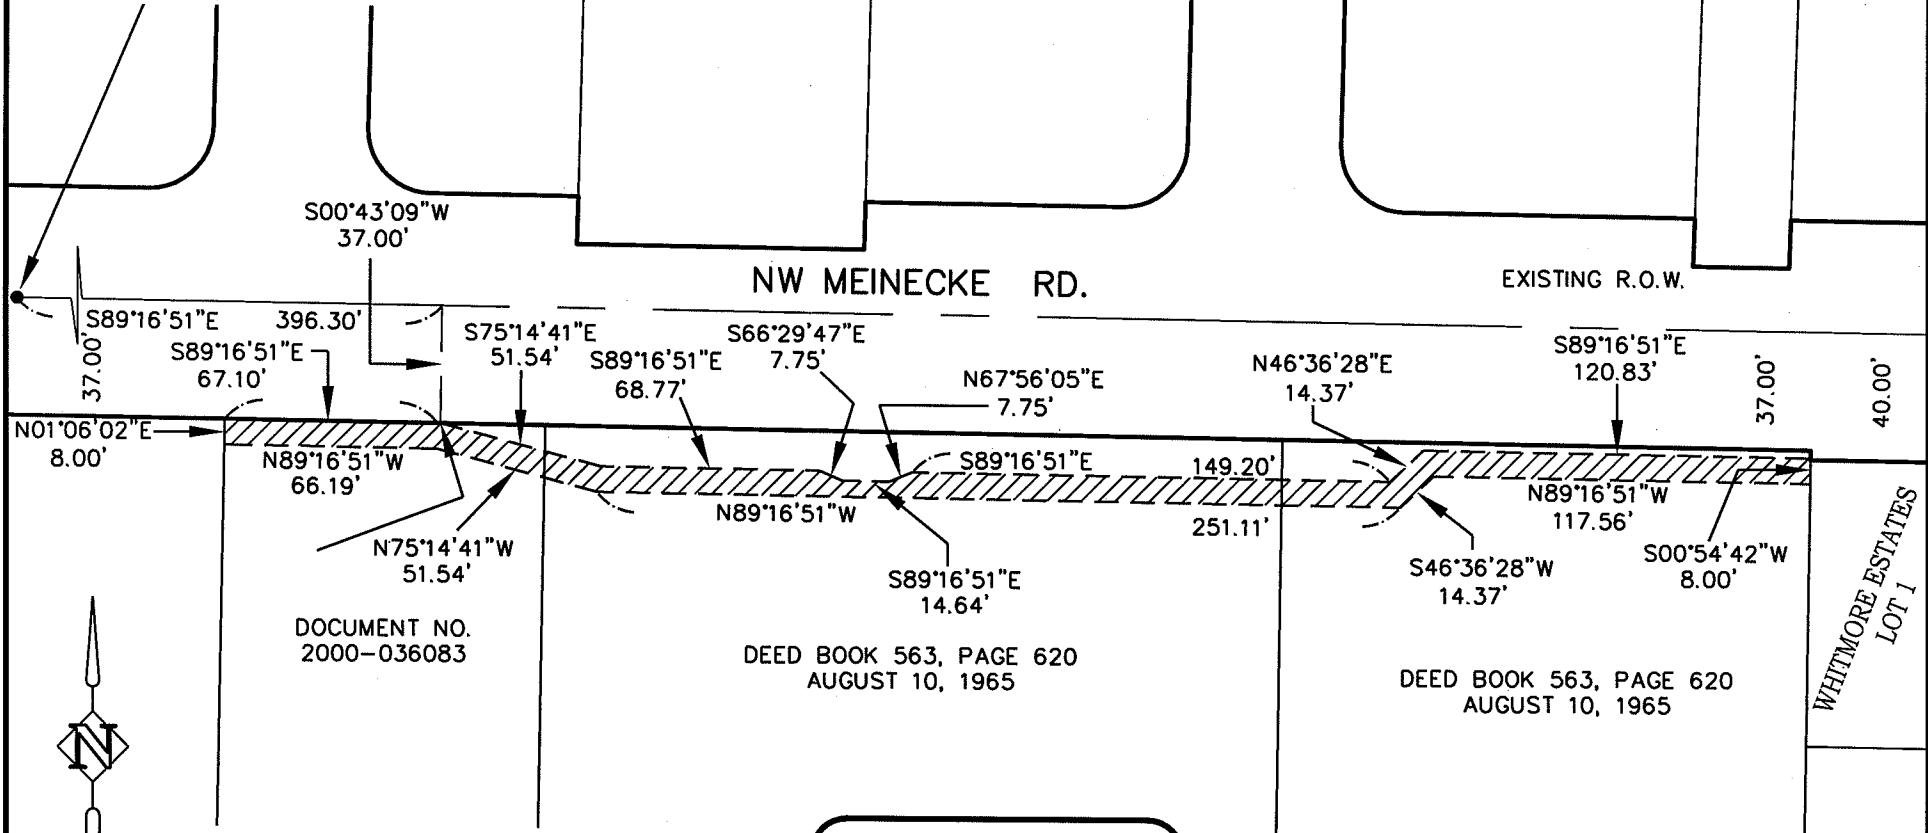 S00°43'09"W
37.00'
NW MEINECKE RD.
EXISTING R.O.W.
S89°16'51"E 396.30'
37.00'
S89°16'51"E
67.10'
S75°14'41"E
51.54'
S89°16'51"E
68.77'
S66°29'47"E
7.75'
N67°56'05"E
7.75'
N46°36'28"E
14.37'
S89°16'51"E
120.83'
37.00'
40.00'
N01°06'02"E
8.00'
N89°16'51"W
66.19'
S89°16'51"E 149.20'
N89°16'51"W 251.11'
N89°16'51"W
117.56'
N75°14'41"W
51.54'
S89°16'51"E
14.64'
S46°36'28"W
14.37'
S00°54'42"W
8.00'
WHITMORE ESTATES
LOT 1
DOCUMENT NO.
2000-036083
DEED BOOK 563, PAGE 620
AUGUST 10, 1965
DEED BOOK 563, PAGE 620
AUGUST 10, 1965
N